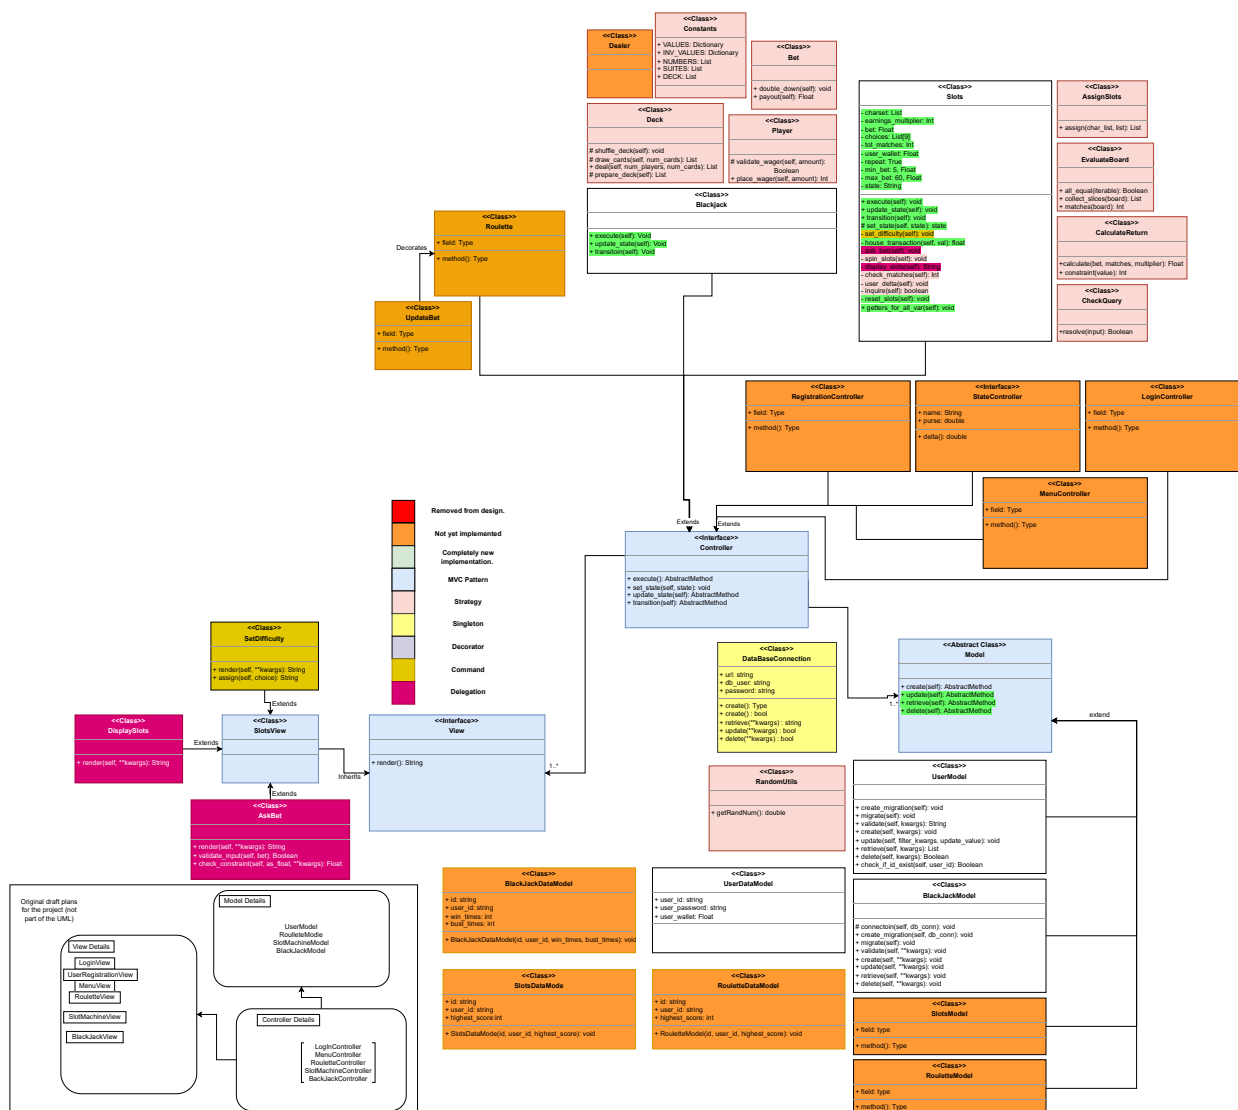 <<Class>>
Dealer
<<Class>>
Constants
+ VALUES: Dictionary
+ INV_VALUES: Dictionary
+ NUMBERS: List
+ SUITES: List
+ DECK: List
<<Class>>
Bet
+ double_down(self): void
+ payout(self): Float
<<Class>>
Deck
# shuffle_deck(self): void
# draw_cards(self, num_cards): List
+ deal(self, num_players, num_cards): List
# prepare_deck(self): List
<<Class>>
Player
# validate_wager(self, amount):
Boolean
+ place_wager(self, amount): Int
<<Class>>
Blackjack
+ execute(self): Void
+ update_state(self): Void
+ transitoin(self): Void
<<Class>>
Slots
- charset: List
- earnings_multiplier: Int
- bet: Float
- choices: List[9]
- tot_matches: Int
- user_wallet: Float
- repeat: True
- min_bet: 5, Float
- max_bet: 60, Float
- state: String
+ execute(self): void
+ update_state(self): void
+ transition(self): void
# set_state(self, state): state
- set_difficulty(self): void
- house_transaction(self, val): float
- ask_bet(self): void
- spin_slots(self): void
- display_slots(self): String
- check_matches(self): Int
- user_delta(self): void
- inquire(self): boolean
- reset_slots(self): void
+ getters_for_all_var(self): void
<<Class>>
AssignSlots
+ assign(char_list, list): List
<<Class>>
EvaluateBoard
+ all_equal(iterable): Boolean
+ collect_slices(board): List
+ matches(board): Int
<<Class>>
CalculateReturn
+calculate(bet, matches, multiplier): Float
+ constraint(value): Int
<<Class>>
CheckQuery
+resolve(input): Boolean
<<Class>>
Roulette
+ field: Type
+ method(): Type
Decorates
<<Class>>
UpdateBet
+ field: Type
+ method(): Type
<<Class>>
RegistrationController
+ field: Type
+ method(): Type
<<Interface>>
StateController
+ name: String
+ purse: double
+ delta(): double
<<Class>>
LoginController
+ field: Type
+ method(): Type
<<Class>>
MenuController
+ field: Type
+ method(): Type
Extends
Extends
<<Interface>>
Controller
+ execute(): AbstractMethod
+ set_state(self, state): void
+ update_state(self): AbstractMethod
+ transition(self): AbstractMethod
Removed from design.
Not yet implemented
Completely new
implementation.
MVC Pattern
Strategy
Singleton
Decorator
Command
Delegation
<<Class>>
SetDifficulty
+ render(self, **kwargs): String
+ assign(self, choice): String
Extends
<<Class>>
DisplaySlots
+ render(self, **kwargs): String
Extends
<<Class>>
SlotsView
Inherits
<<Interface>>
View
+ render(): String
1..*
Extends
<<Class>>
AskBet
+ render(self, **kwargs): String
+ validate_input(self, bet): Boolean
+ check_constraint(self, as_float, **kwargs): Float
<<Class>>
DataBaseConnection
+ url: string
+ db_user: string
+ password: string
+ create(): Type
+ create() : bool
+ retrieve(**kwargs) : string
+ update(**kwargs) : bool
+ delete(**kwargs) : bool
<<Abstract Class>>
Model
+ create(self): AbstractMethod
+ update(self): AbstractMethod
+ retrieve(self): AbstractMethod
+ delete(self): AbstractMethod
1..*
extend
<<Class>>
RandomUtils
+ getRandNum(): double
<<Class>>
UserModel
+ create_migration(self): void
+ migrate(self): void
+ validate(self, kwargs): String
+ create(self, kwargs): void
+ update(self, filter_kwargs, update_value): void
+ retrieve(self, kwargs): List
+ delete(self, kwargs): Boolean
+ check_if_id_exist(self, user_id): Boolean
<<Class>>
BlackJackDataModel
+ id: string
+ user_id: string
+ win_times: int
+ bust_times: int
+ BlackJackDataModel(id, user_id, win_times, bust_times): void
<<Class>>
UserDataModel
+ user_id: string
+ user_password: string
+ user_wallet: Float
<<Class>>
BlackJackModel
# connectoin(self, db_conn): void
+ create_migration(self, db_conn): void
+ migrate(self): void
+ validate(self, **kwargs): void
+ create(self, **kwargs): void
+ update(self, **kwargs): void
+ retrieve(self, **kwargs): void
+ delete(self, **kwargs): void
<<Class>>
SlotsDataMode
+ id: string
+ user_id: string
+ highest_score:int
+ SlotsDataMode(id, user_id, highest_score): void
<<Class>>
RouletteDataModel
+ id: string
+ user_id: string
+ highest_score: int
+ RouletteModel(id, user_id, highest_score): void
<<Class>>
SlotsModel
+ field: type
+ method(): Type
<<Class>>
RouletteModel
+ field: type
+ method(): Type
Original draft plans
for the project (not
part of the UML)
Model Details
UserModel
RoulleteModle
SlotMachineModel
BlackJackModel
View Details
LoginView
UserRegistrationView
MenuView
RouletteView
SlotMachineView
BlackJackView
Controller Details
LogInController
MenuController
RouletteController
SlotMachineController
BackJackController